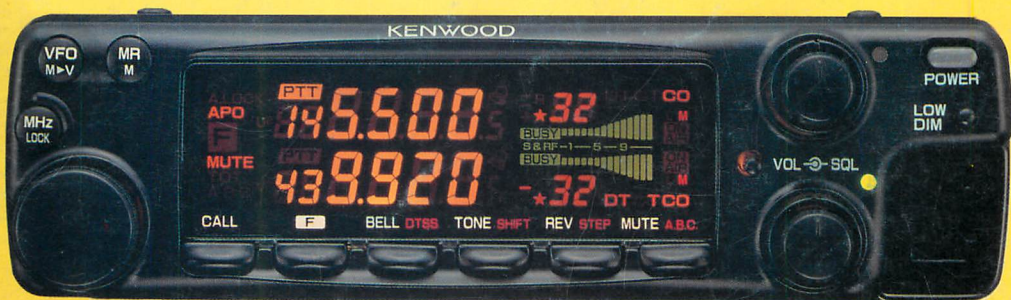 KENWOOD
VFO
M►V
MR
M
MHz
LOCK
APO
F
MUTE
PTT
145.500
★32
CO
M
BUSY
S&RF-1-5-9-
BUSY
439.920
-★32 DT TCO
M
CALL F BELL DTSS TONE SHIFT REV STEP MUTE A.B.C.
VOL SQL
POWER
LOW
DIM